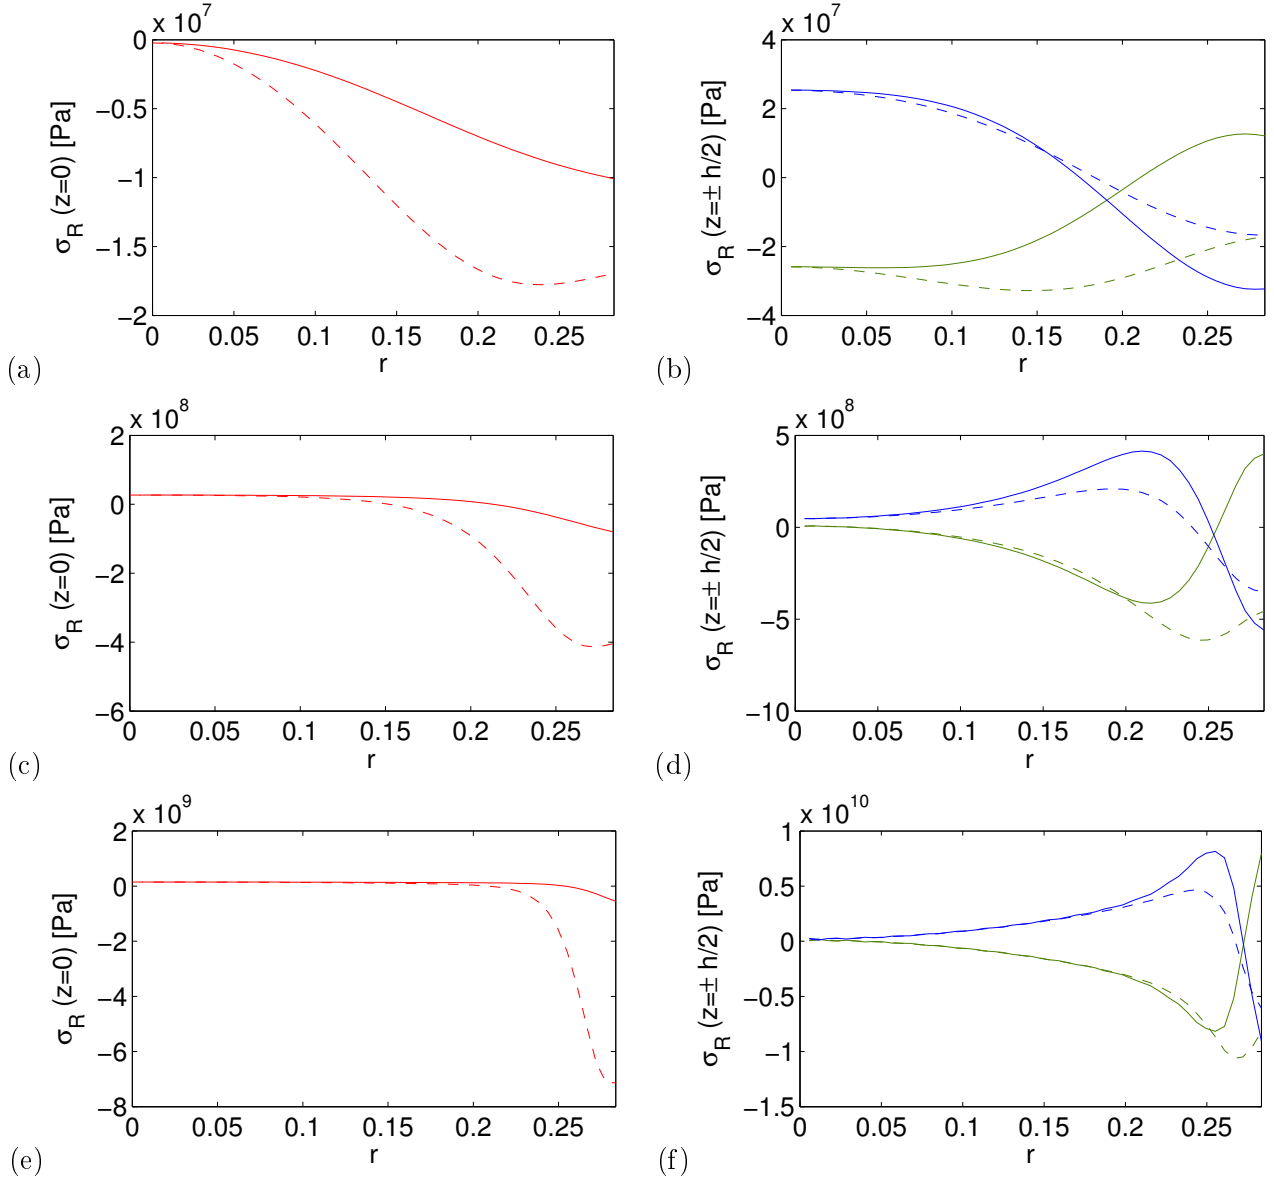 x 10^7
0
−0.5
−1
−1.5
−2
0 0.05 0.1 0.15 0.2 0.25
r
σ_R (z=0) [Pa]
(a)
x 10^7
4
2
0
−2
−4
0 0.05 0.1 0.15 0.2 0.25
r
σ_R (z=± h/2) [Pa]
(b)
x 10^8
2
0
−2
−4
−6
0 0.05 0.1 0.15 0.2 0.25
r
σ_R (z=0) [Pa]
(c)
x 10^8
5
0
−5
−10
0 0.05 0.1 0.15 0.2 0.25
r
σ_R (z=± h/2) [Pa]
(d)
x 10^9
2
0
−2
−4
−6
−8
0 0.05 0.1 0.15 0.2 0.25
r
σ_R (z=0) [Pa]
(e)
x 10^10
1
0.5
0
−0.5
−1
−1.5
0 0.05 0.1 0.15 0.2 0.25
r
σ_R (z=± h/2) [Pa]
(f)